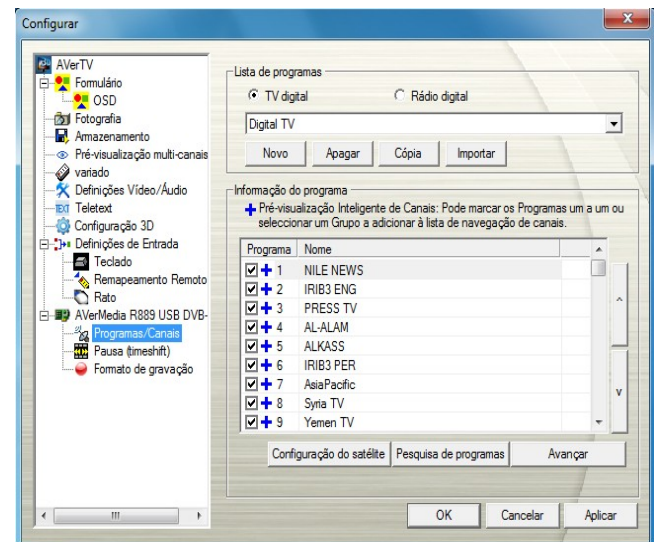 Configurar
AVerTV
Formulário
OSD
Fotografia
Armazenamento
Pré-visualização multi-canais
variado
Definições Vídeo/Áudio
TEXT Teletext
Configuração 3D
Definições de Entrada
Teclado
Remapeamento Remoto
Rato
AVerMedia R889 USB DVB-
Programas/Canais
Pausa (timeshift)
Formato de gravação
Lista de programas
TV digital Rádio digital
Digital TV
Novo Apagar Cópia Importar
Informação do programa
Pré-visualização Inteligente de Canais: Pode marcar os Programas um a um ou
seleccionar um Grupo a adicionar à lista de navegação de canais.
Programa Nome
1 NILE NEWS
2 IRIB3 ENG
3 PRESS TV
4 AL-ALAM
5 ALKASS
6 IRIB3 PER
7 AsiaPacific
8 Syria TV
9 Yemen TV
Configuração do satélite Pesquisa de programas Avançar
OK Cancelar Aplicar